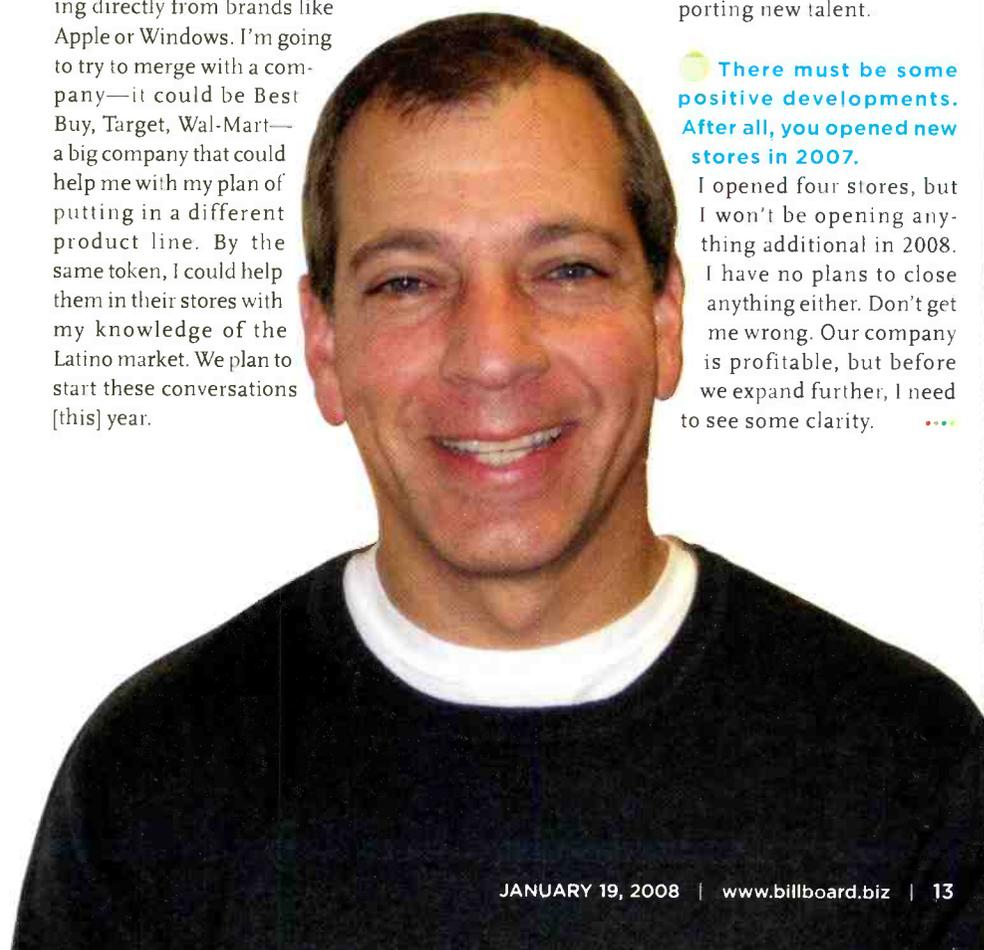 ing directly from brands like
Apple or Windows. I'm going
to try to merge with a com-
pany—it could be Best
Buy, Target, Wal-Mart—
a big company that could
help me with my plan of
putting in a different
product line. By the
same token, I could help
them in their stores with
my knowledge of the
Latino market. We plan to
start these conversations
[this] year.
porting new talent.
There must be some
positive developments.
After all, you opened new
stores in 2007.
I opened four stores, but
I won't be opening any-
thing additional in 2008.
I have no plans to close
anything either. Don't get
me wrong. Our company
is profitable, but before
we expand further, I need
to see some clarity.
JANUARY 19, 2008 | www.billboard.biz | 13